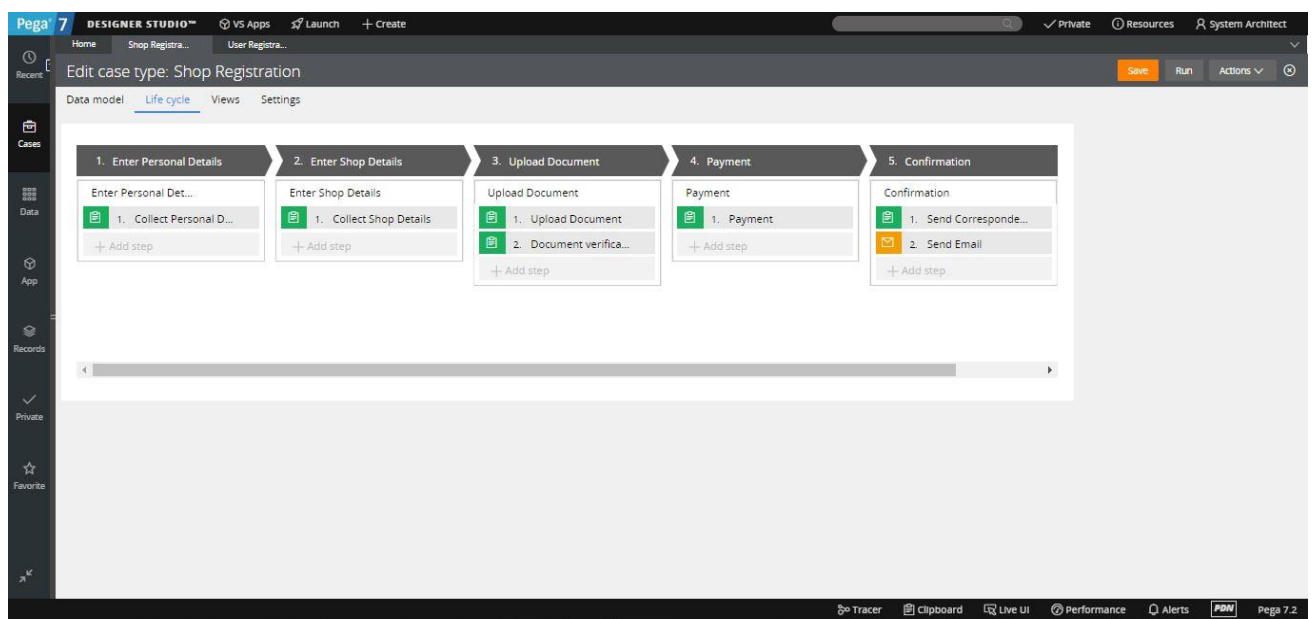 Pega 7 DESIGNER STUDIO™ VS Apps Launch + Create Private Resources System Architect
Home Shop Registra... User Registra...
Recent
Edit case type: Shop Registration Save Run Actions
Data model Life cycle Views Settings
Cases
1. Enter Personal Details 2. Enter Shop Details 3. Upload Document 4. Payment 5. Confirmation
Enter Personal Det... Enter Shop Details Upload Document Payment Confirmation
Data
1. Collect Personal D... 1. Collect Shop Details 1. Upload Document 1. Payment 1. Send Corresponde...
+ Add step + Add step 2. Document verifica... + Add step 2. Send Email
+ Add step + Add step
App
Records
Private
Favorite
Tracer Clipboard Live UI Performance Alerts PDN Pega 7.2